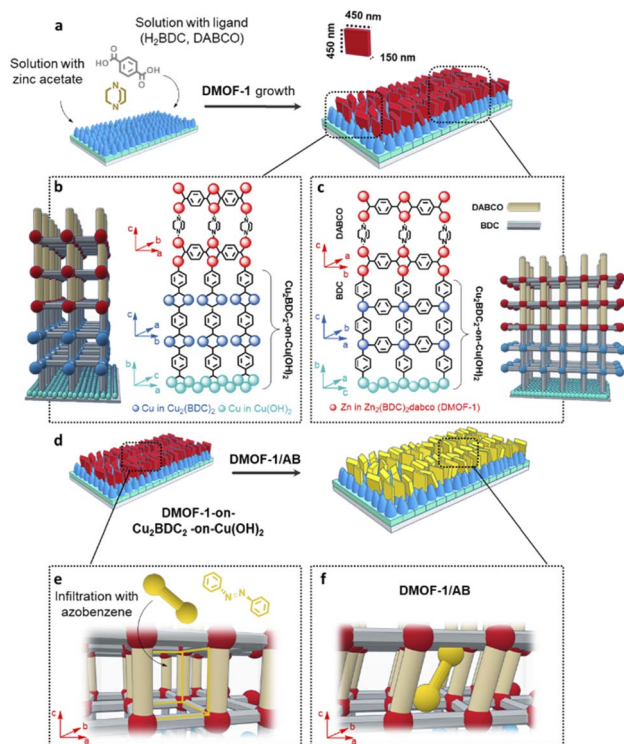 a
Solution with ligand
(H2BDC, DABCO)
Solution with
zinc acetate
HO
O
O
OH
N
N
DMOF-1 growth
450 nm
450 nm
150 nm
b
c
b
a
N
N
N
N
N
N
c
b
a
c
a
b
b
c
a
Cu2BDC2-on-Cu(OH)2
Cu in Cu2(BDC)2
Cu in Cu(OH)2
c
DABCO
BDC
N
N
N
N
N
N
c
b
a
c
b
a
c
a
b
b
a
c
Cu2BDC2-on-Cu(OH)2
DABCO
BDC
Zn in Zn2(BDC)2dabco (DMOF-1)
d
DMOF-1/AB
DMOF-1-on-
Cu2BDC2 -on-Cu(OH)2
e
Infiltration with
azobenzene
N=N
c
b
a
f
DMOF-1/AB
c
b
a